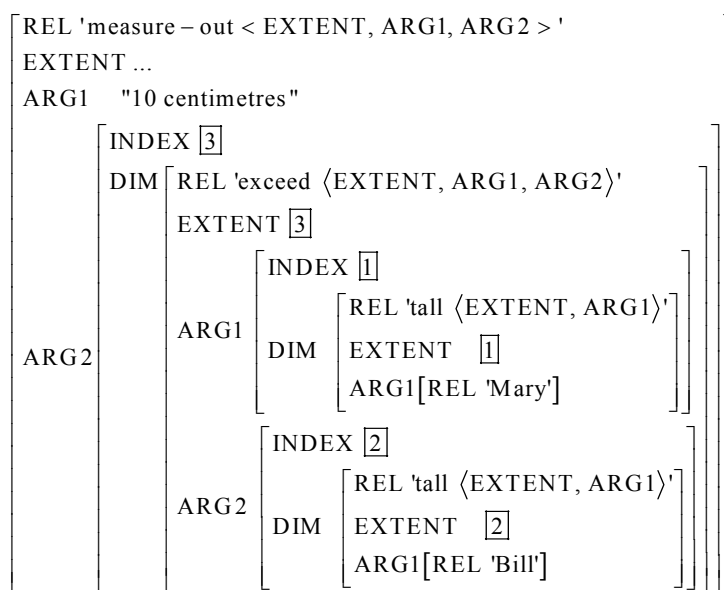 REL 'measure – out < EXTENT, ARG1, ARG2 > '
EXTENT ...
ARG1 "10 centimetres"
INDEX 3
DIM REL 'exceed ⟨EXTENT, ARG1, ARG2⟩'
EXTENT 3
INDEX 1
REL 'tall ⟨EXTENT, ARG1⟩'
ARG1 DIM EXTENT 1
ARG1[REL 'Mary']
ARG2
INDEX 2
REL 'tall ⟨EXTENT, ARG1⟩'
ARG2 DIM EXTENT 2
ARG1[REL 'Bill']